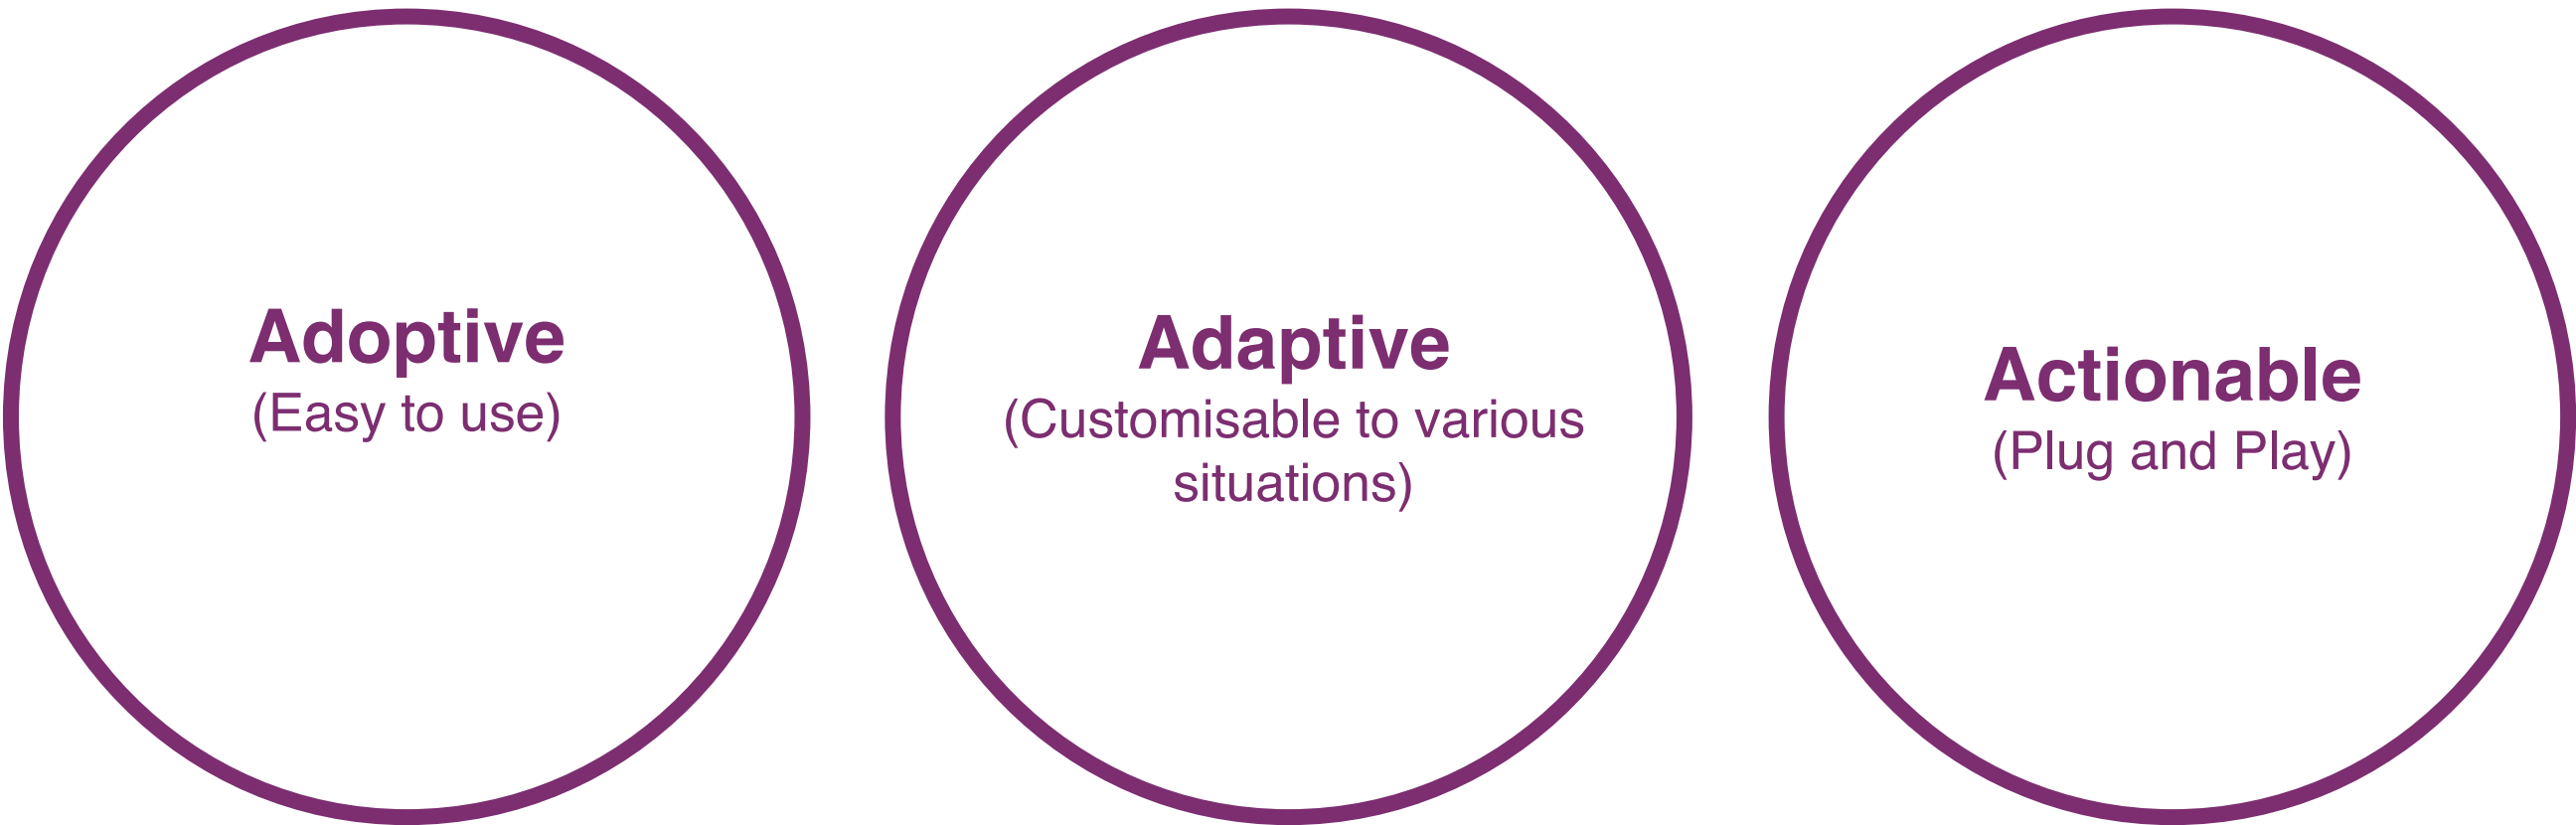 Adoptive
(Easy to use)
Adaptive
(Customisable to various
situations)
Actionable
(Plug and Play)